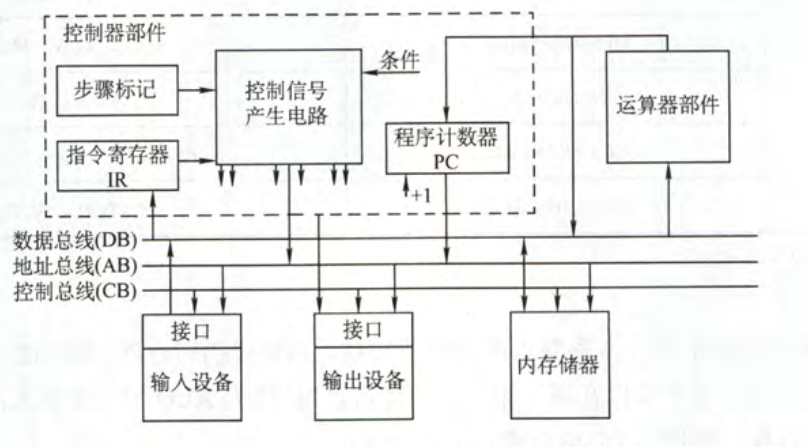 控制器部件
步骤标记
控制信号
产生电路
条件
运算器部件
指令寄存器
IR
程序计数器
PC
+1
数据总线(DB)
地址总线(AB)
控制总线(CB)
接口
输入设备
接口
输出设备
内存储器